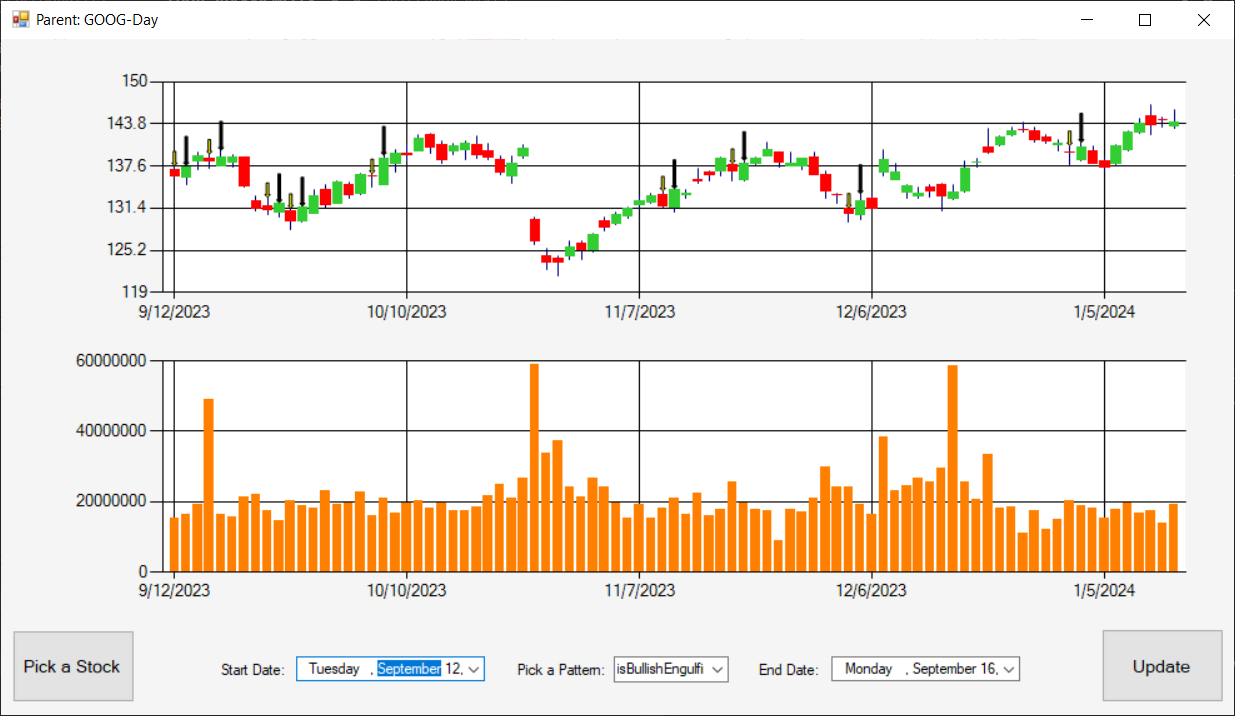 Parent: GOOG-Day
150
143.8
137.6
131.4
125.2
119
9/12/2023 10/10/2023 11/7/2023 12/6/2023 1/5/2024
60000000
40000000
20000000
0
9/12/2023 10/10/2023 11/7/2023 12/6/2023 1/5/2024
Pick a Stock Start Date: Tuesday , September 12, Pick a Pattern: isBullishEngulfi End Date: Monday , September 16, Update